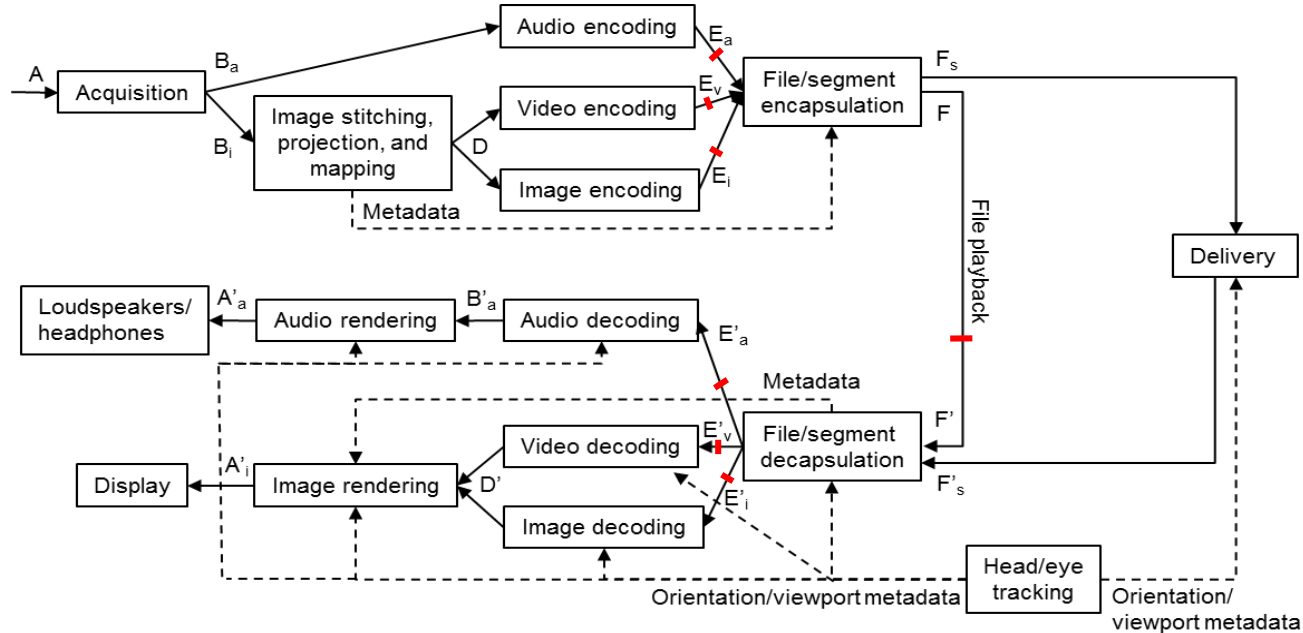 A
Acquisition
Ba
Bi
Audio encoding
Ea
Image stitching,
projection, and
mapping
D
Video encoding
Ev
Image encoding
Ei
File/segment
encapsulation
Fs
F
Metadata
File playback
Delivery
Loudspeakers/
headphones
A'a
Audio rendering
B'a
Audio decoding
E'a
Metadata
F'
Display
A'i
Image rendering
D'
Video decoding
E'v
File/segment
decapsulation
F's
E'i
Image decoding
Head/eye
tracking
Orientation/viewport metadata
Orientation/
viewport metadata